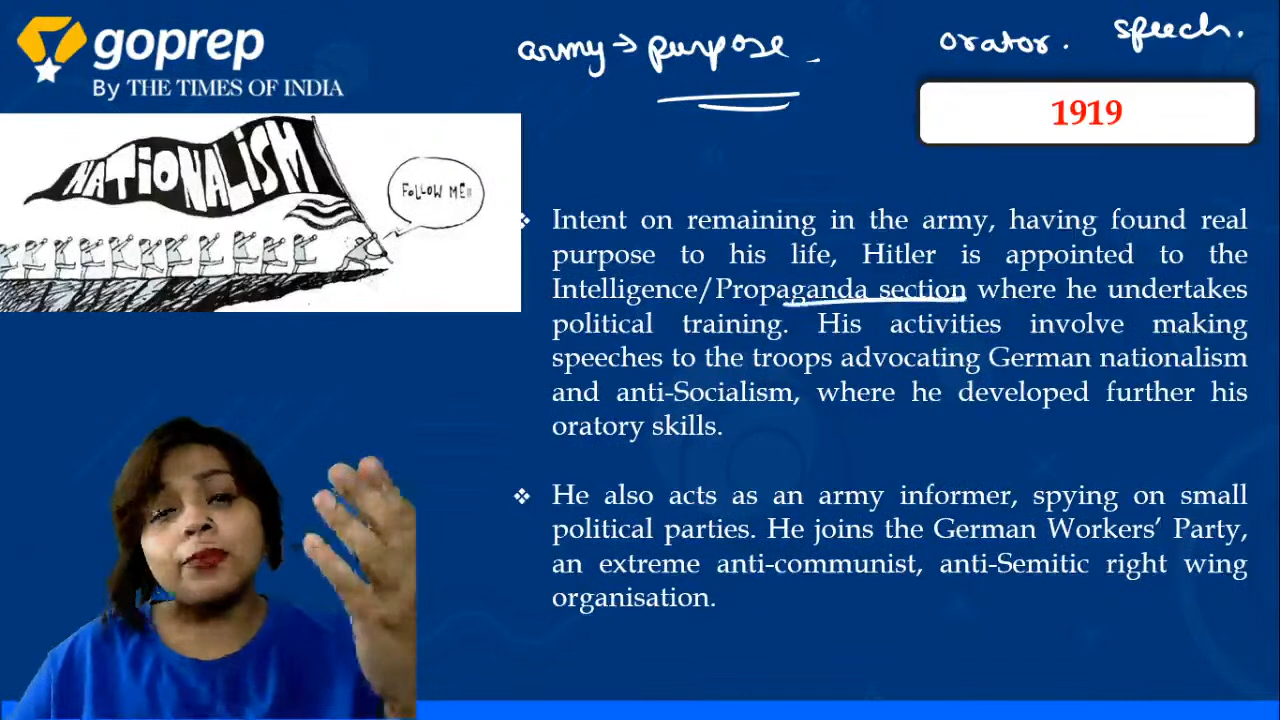 goprep
By THE TIMES OF INDIA
army → purpose
orator. speech.
1919
NATIONALISM
FOLLOW ME!!
Intent on remaining in the army, having found real
purpose to his life, Hitler is appointed to the
Intelligence/Propaganda section where he undertakes
political training. His activities involve making
speeches to the troops advocating German nationalism
and anti-Socialism, where he developed further his
oratory skills.
He also acts as an army informer, spying on small
political parties. He joins the German Workers’ Party,
an extreme anti-communist, anti-Semitic right wing
organisation.